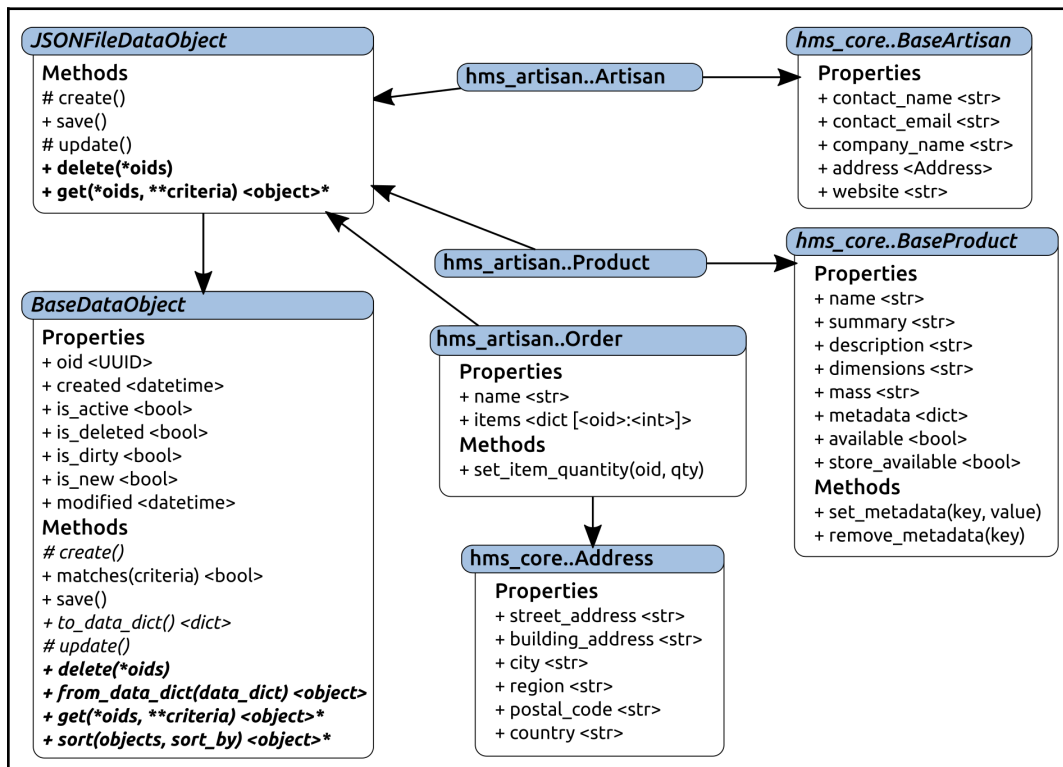 JSONFileDataObject
Methods
# create()
+ save()
# update()
+ delete(*oids)
+ get(*oids, **criteria) <object>*
hms_artisan..Artisan
hms_core..BaseArtisan
Properties
+ contact_name <str>
+ contact_email <str>
+ company_name <str>
+ address <Address>
+ website <str>
hms_artisan..Product
hms_core..BaseProduct
Properties
+ name <str>
+ summary <str>
+ description <str>
+ dimensions <str>
+ mass <str>
+ metadata <dict>
+ available <bool>
+ store_available <bool>
Methods
+ set_metadata(key, value)
+ remove_metadata(key)
BaseDataObject
Properties
+ oid <UUID>
+ created <datetime>
+ is_active <bool>
+ is_deleted <bool>
+ is_dirty <bool>
+ is_new <bool>
+ modified <datetime>
Methods
# create()
+ matches(criteria) <bool>
+ save()
+ to_data_dict() <dict>
# update()
+ delete(*oids)
+ from_data_dict(data_dict) <object>
+ get(*oids, **criteria) <object>*
+ sort(objects, sort_by) <object>*
hms_artisan..Order
Properties
+ name <str>
+ items <dict [<oid>:<int>]>
Methods
+ set_item_quantity(oid, qty)
hms_core..Address
Properties
+ street_address <str>
+ building_address <str>
+ city <str>
+ region <str>
+ postal_code <str>
+ country <str>